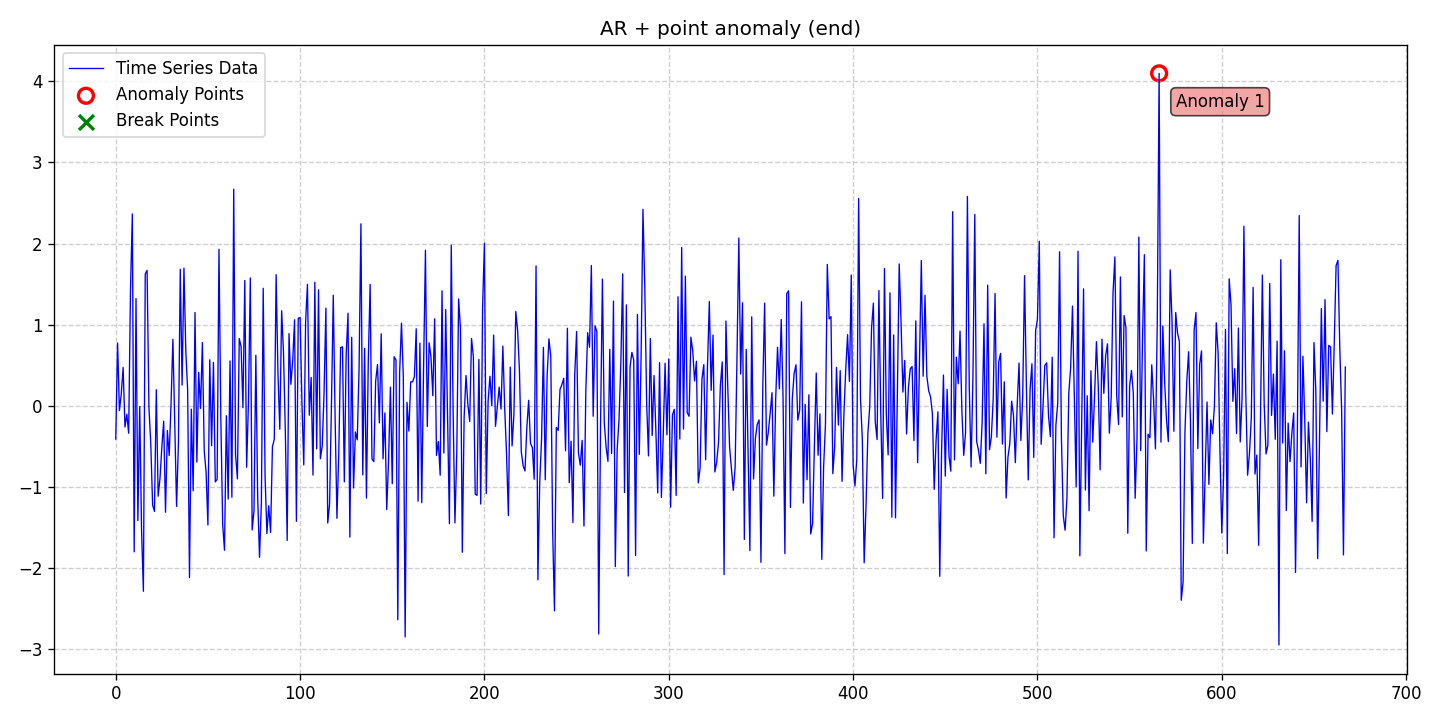 AR + point anomaly (end)
Time Series Data
Anomaly Points
Break Points
Anomaly 1
4
3
2
1
0
−1
−2
−3
0 100 200 300 400 500 600 700